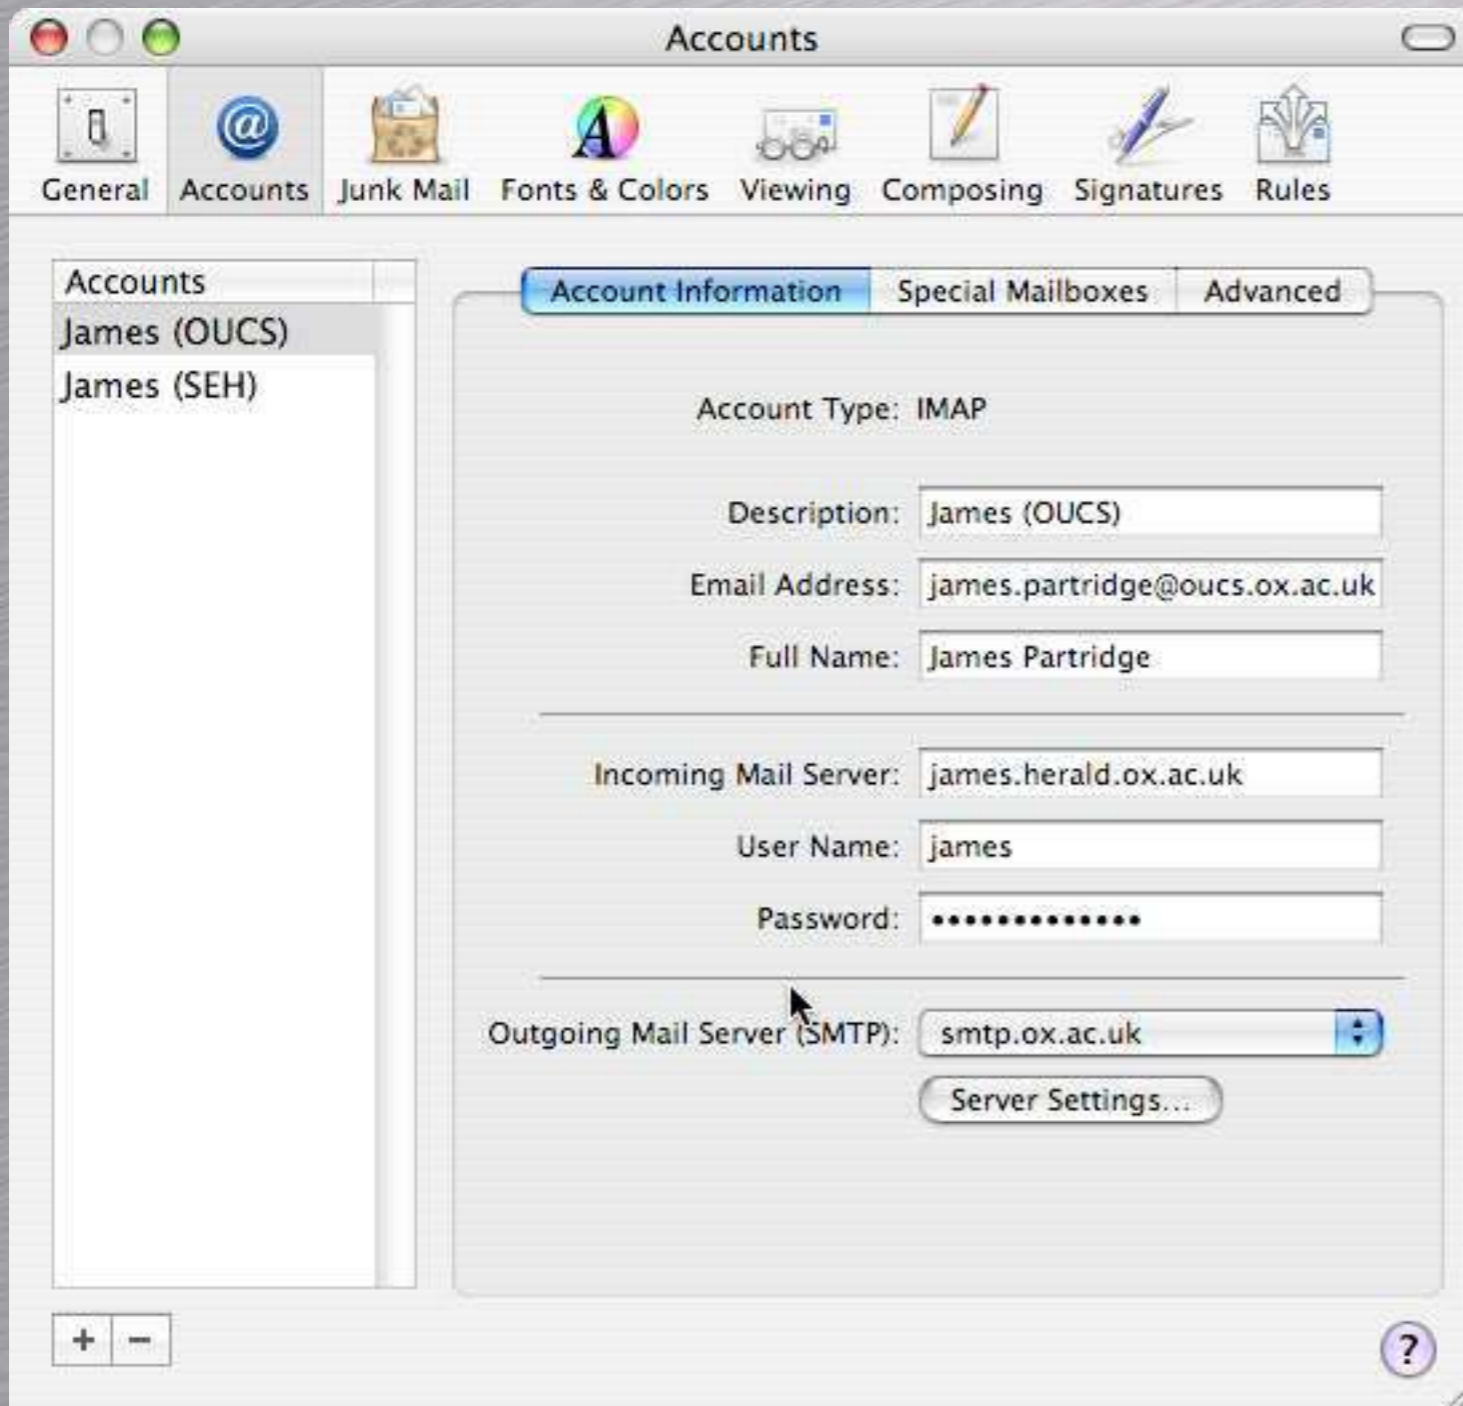 Accounts
General Accounts Junk Mail Fonts & Colors Viewing Composing Signatures Rules
Accounts
James (OUCS)
James (SEH)
Account Information Special Mailboxes Advanced
Account Type: IMAP
Description: James (OUCS)
Email Address: james.partridge@oucs.ox.ac.uk
Full Name: James Partridge
Incoming Mail Server: james.herald.ox.ac.uk
User Name: james
Password: •••••••••••••
Outgoing Mail Server (SMTP): smtp.ox.ac.uk
Server Settings...
+ −
?